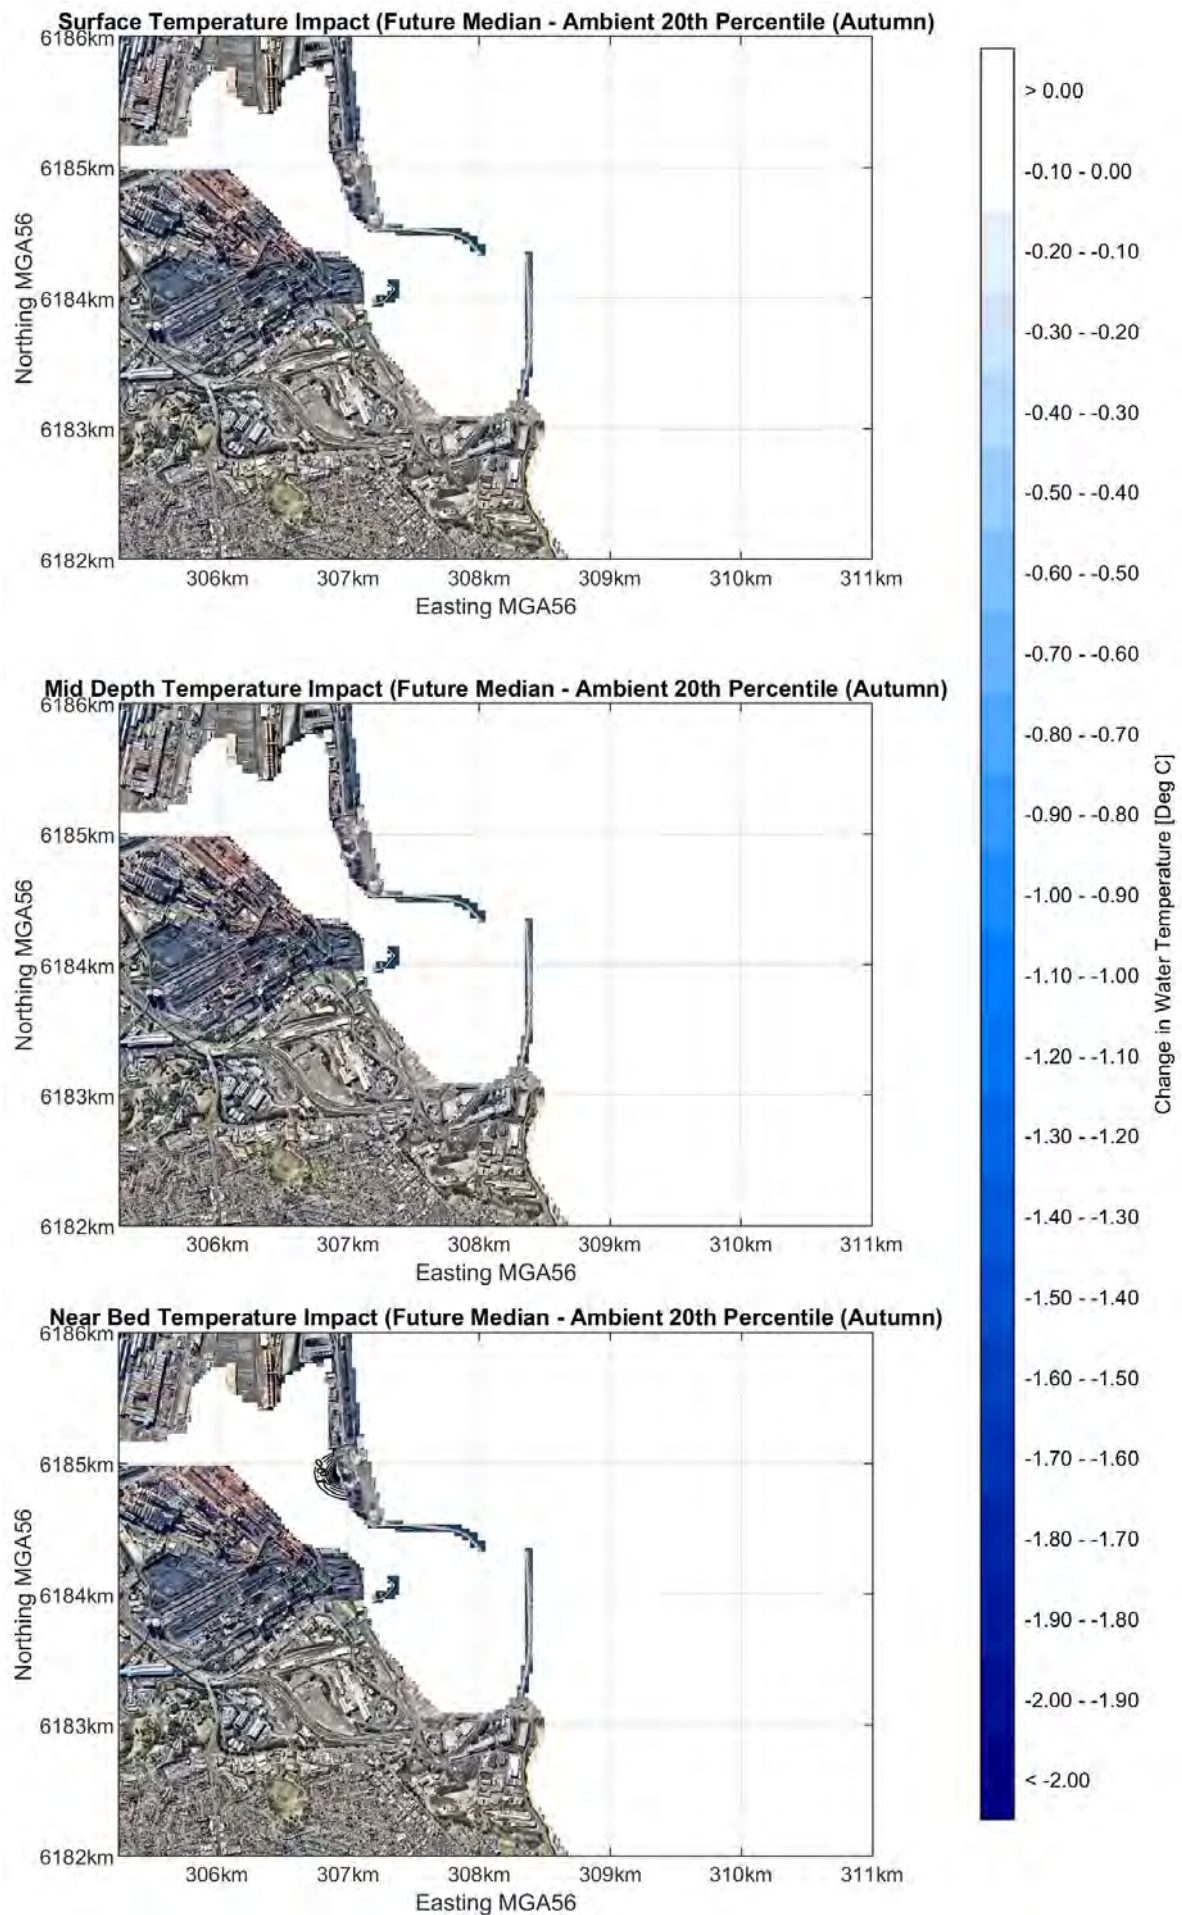 Surface Temperature Impact (Future Median - Ambient 20th Percentile (Autumn)
6186km
6185km
6184km
6183km
6182km
Northing MGA56
306km 307km 308km 309km 310km 311km
Easting MGA56
Mid Depth Temperature Impact (Future Median - Ambient 20th Percentile (Autumn)
6186km
6185km
6184km
6183km
6182km
Northing MGA56
306km 307km 308km 309km 310km 311km
Easting MGA56
Near Bed Temperature Impact (Future Median - Ambient 20th Percentile (Autumn)
6186km
6185km
6184km
6183km
6182km
Northing MGA56
306km 307km 308km 309km 310km 311km
Easting MGA56
> 0.00
-0.10 - 0.00
-0.20 - -0.10
-0.30 - -0.20
-0.40 - -0.30
-0.50 - -0.40
-0.60 - -0.50
-0.70 - -0.60
-0.80 - -0.70
-0.90 - -0.80
-1.00 - -0.90
-1.10 - -1.00
-1.20 - -1.10
-1.30 - -1.20
-1.40 - -1.30
-1.50 - -1.40
-1.60 - -1.50
-1.70 - -1.60
-1.80 - -1.70
-1.90 - -1.80
-2.00 - -1.90
< -2.00
Change in Water Temperature [Deg C]